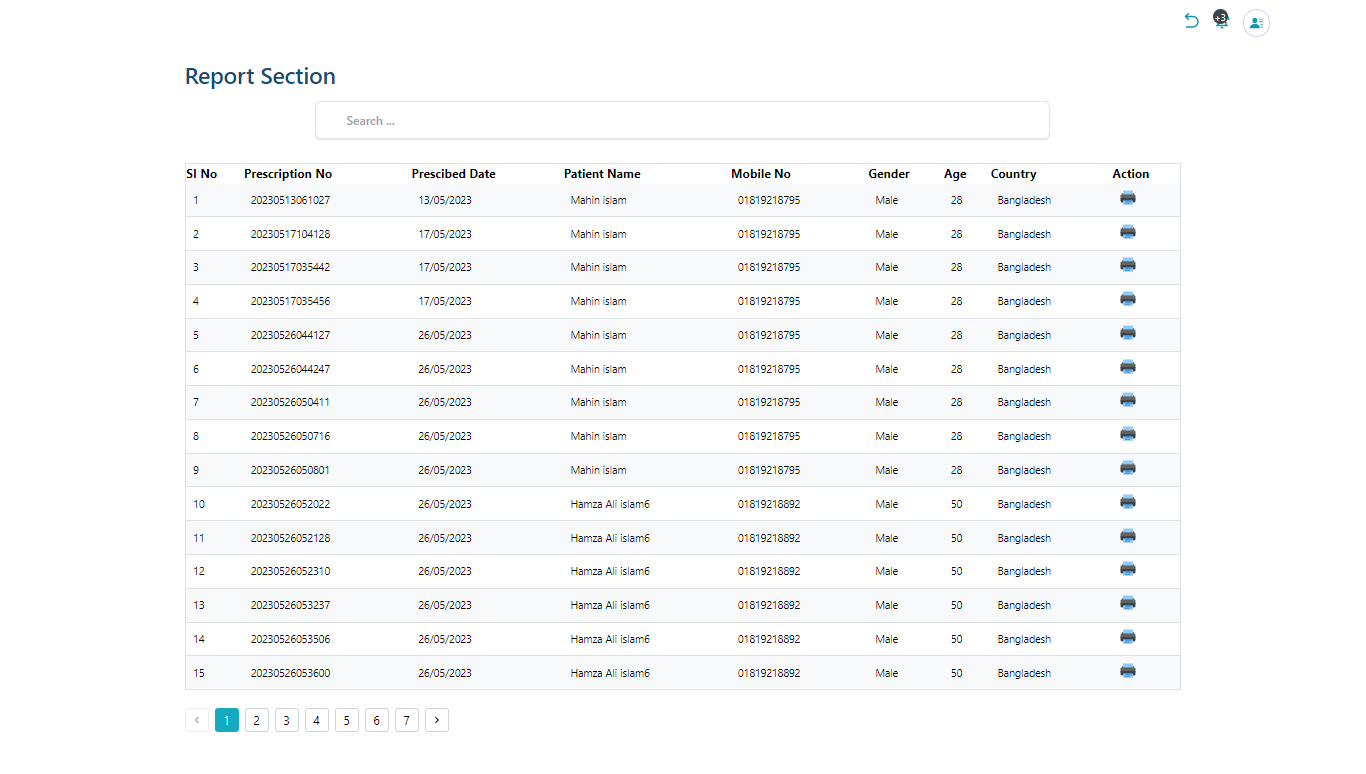 +3
Report Section
Search ...
SI No Prescription No Prescibed Date Patient Name Mobile No Gender Age Country Action
1 20230513061027 13/05/2023 Mahin islam 01819218795 Male 28 Bangladesh
2 20230517104128 17/05/2023 Mahin islam 01819218795 Male 28 Bangladesh
3 20230517035442 17/05/2023 Mahin islam 01819218795 Male 28 Bangladesh
4 20230517035456 17/05/2023 Mahin islam 01819218795 Male 28 Bangladesh
5 20230526044127 26/05/2023 Mahin islam 01819218795 Male 28 Bangladesh
6 20230526044247 26/05/2023 Mahin islam 01819218795 Male 28 Bangladesh
7 20230526050411 26/05/2023 Mahin islam 01819218795 Male 28 Bangladesh
8 20230526050716 26/05/2023 Mahin islam 01819218795 Male 28 Bangladesh
9 20230526050801 26/05/2023 Mahin islam 01819218795 Male 28 Bangladesh
10 20230526052022 26/05/2023 Hamza Ali islam6 01819218892 Male 50 Bangladesh
11 20230526052128 26/05/2023 Hamza Ali islam6 01819218892 Male 50 Bangladesh
12 20230526052310 26/05/2023 Hamza Ali islam6 01819218892 Male 50 Bangladesh
13 20230526053237 26/05/2023 Hamza Ali islam6 01819218892 Male 50 Bangladesh
14 20230526053506 26/05/2023 Hamza Ali islam6 01819218892 Male 50 Bangladesh
15 20230526053600 26/05/2023 Hamza Ali islam6 01819218892 Male 50 Bangladesh
1 2 3 4 5 6 7